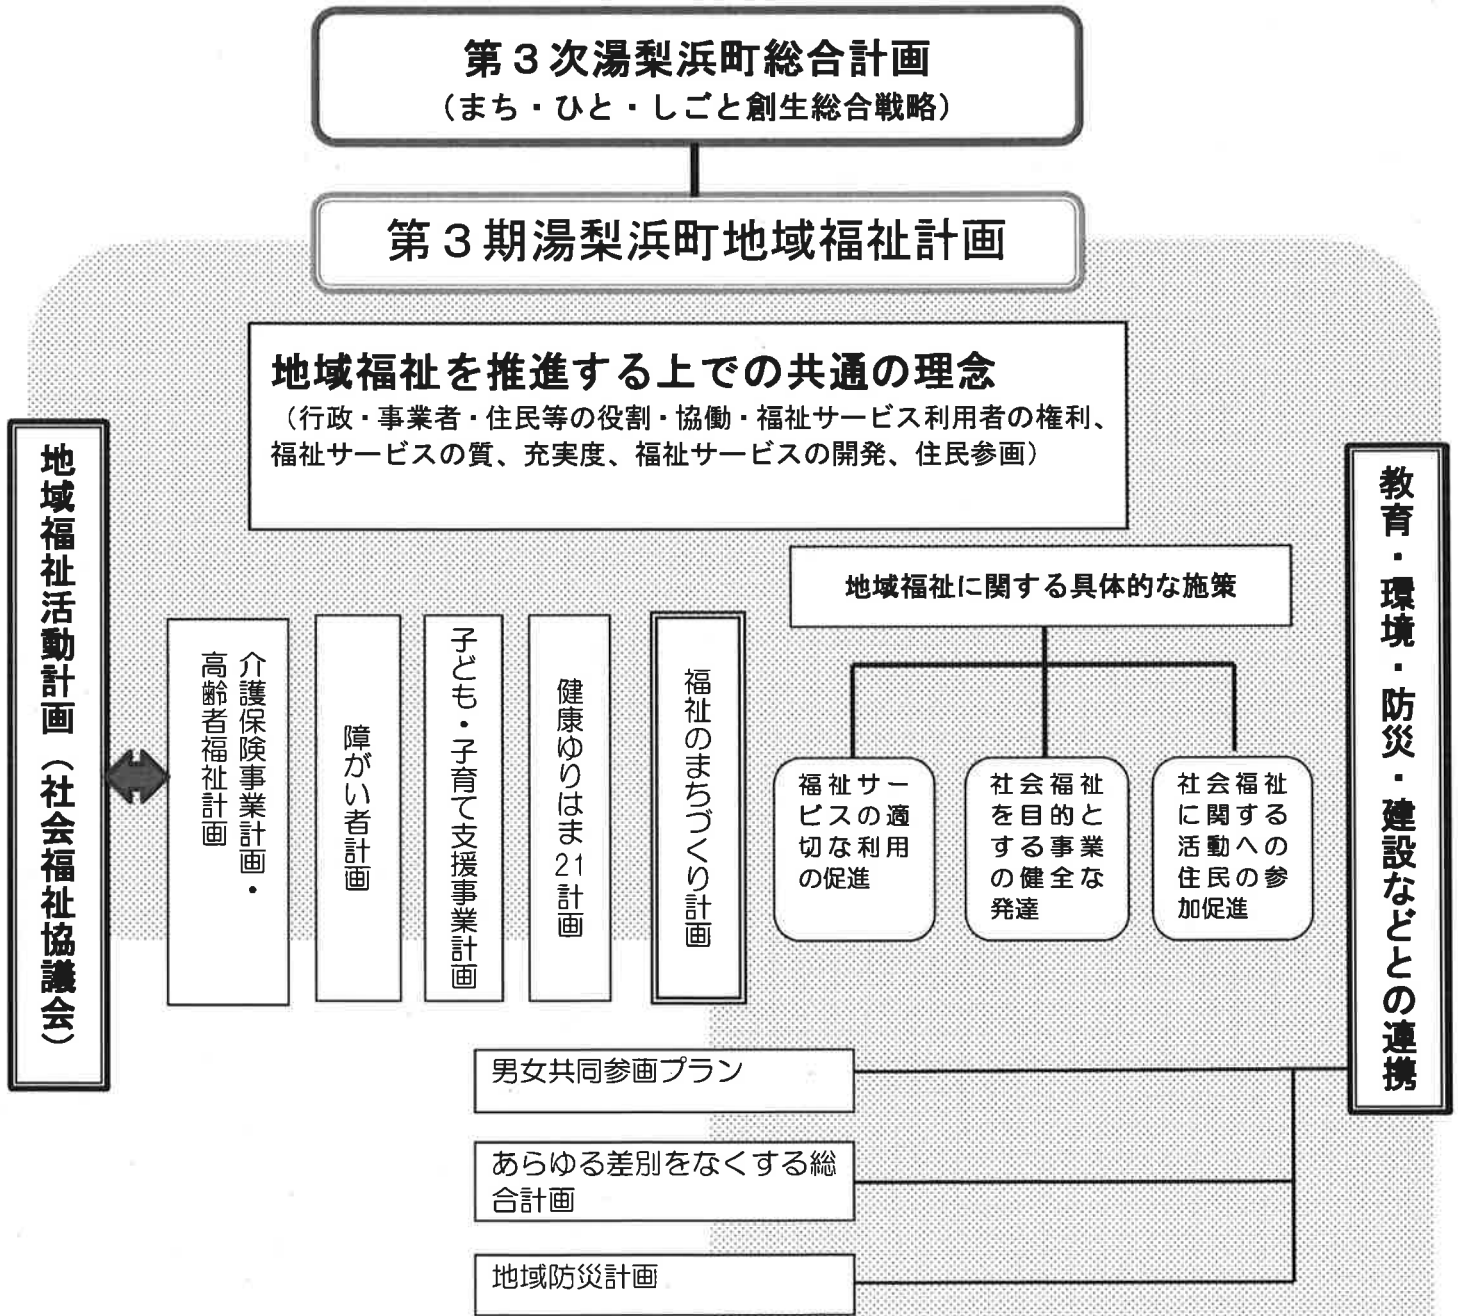 第３次湯梨浜町総合計画
（まち・ひと・しごと創生総合戦略）
第３期湯梨浜町地域福祉計画
地域福祉を推進する上での共通の理念
（行政・事業者・住民等の役割・協働・福祉サービス利用者の権利、
福祉サービスの質、充実度、福祉サービスの開発、住民参画）
地域福祉活動計画（社会福祉協議会）
介護保険事業計画・
高齢者福祉計画
障がい者計画
子ども・子育て支援事業計画
健康ゆりはま21計画
福祉のまちづくり計画
地域福祉に関する具体的な施策
福祉サー
ビスの適
切な利用
の促進
社会福祉
を目的と
する事業
の健全な
発達
社会福祉
に関する
活動への
住民の参
加促進
教育・環境・防災・建設などとの連携
男女共同参画プラン
あらゆる差別をなくする総
合計画
地域防災計画